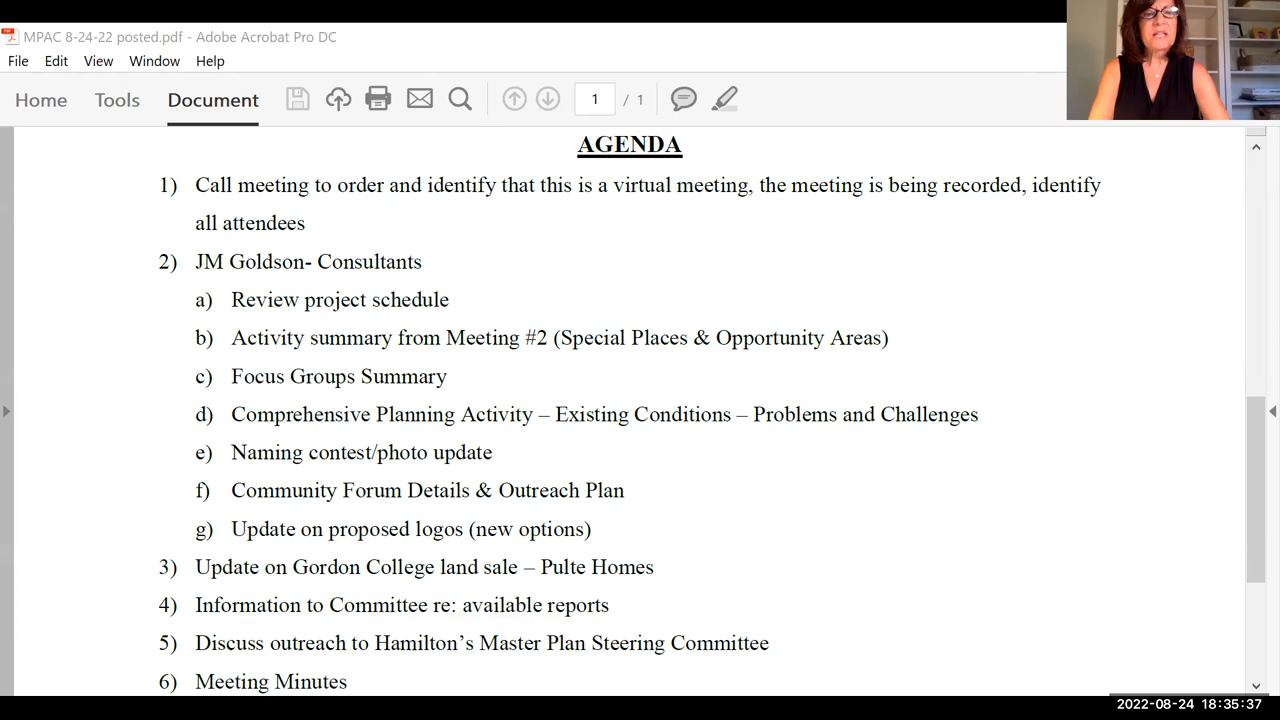 MPAC 8-24-22 posted.pdf - Adobe Acrobat Pro DC
File Edit View Window Help
Home Tools Document 1 / 1
AGENDA
1) Call meeting to order and identify that this is a virtual meeting, the meeting is being recorded, identify
all attendees
2) JM Goldson- Consultants
a) Review project schedule
b) Activity summary from Meeting #2 (Special Places & Opportunity Areas)
c) Focus Groups Summary
d) Comprehensive Planning Activity – Existing Conditions – Problems and Challenges
e) Naming contest/photo update
f) Community Forum Details & Outreach Plan
g) Update on proposed logos (new options)
3) Update on Gordon College land sale – Pulte Homes
4) Information to Committee re: available reports
5) Discuss outreach to Hamilton’s Master Plan Steering Committee
6) Meeting Minutes
2022-08-24 18:35:37